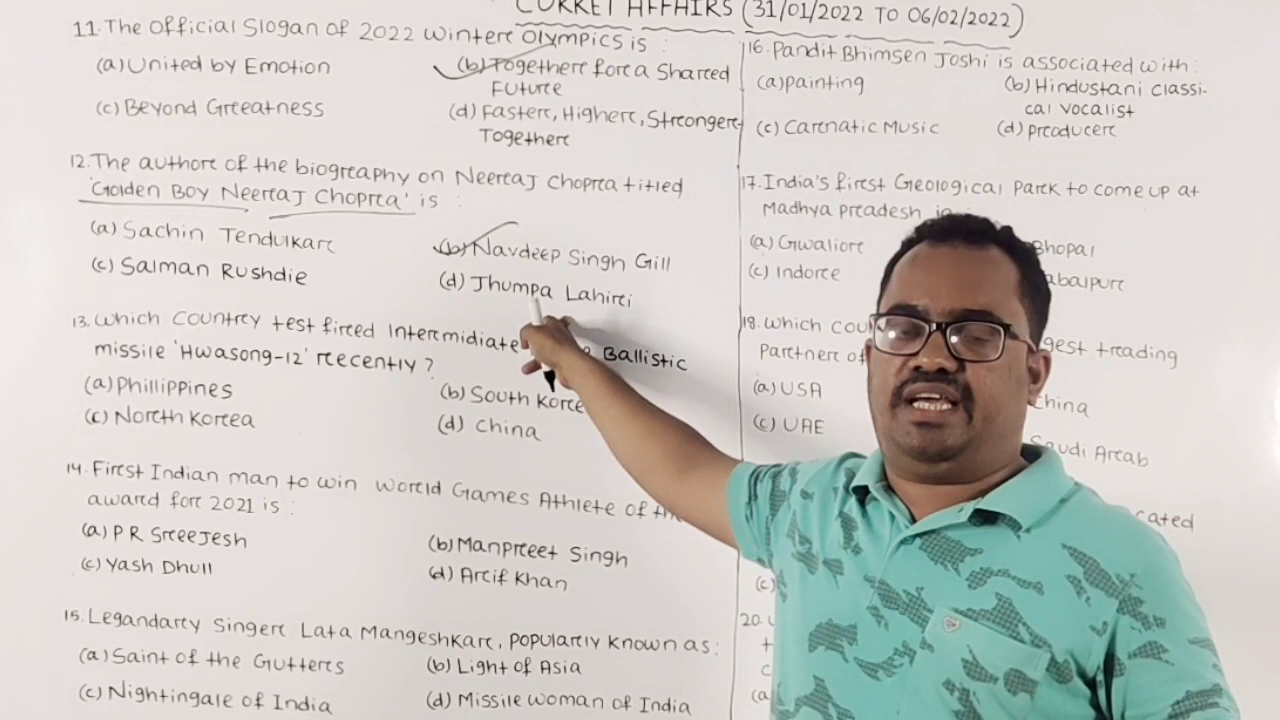 CURRET AFFAIRS (31/01/2022 TO 06/02/2022)
11. The Official Slogan of 2022 Winter Olympics is :
(a) United by Emotion
(b) Together for a Shared
Future
(c) Beyond Greatness
(d) Faster, Higher, Stronger
Together
12. The author of the biography on Neeraj Chopra titled
'Golden Boy Neeraj Chopra' is :
(a) Sachin Tendulkar
(b) Navdeep Singh Gill
(c) Salman Rushdie
(d) Jhumpa Lahiri
13. Which Country test fired Intermidiate Ballistic
missile 'Hwasong-12' recently ?
(a) Phillippines
(b) South Kore
(c) North Korea
(d) China
14. First Indian man to win World Games Athlete of
award for 2021 is :
(a) P R Sreejesh
(b) Manpreet Singh
(c) Yash Dhull
(d) Arif Khan
15. Legandary Singer Lata Mangeshkar, popularly known as :
(a) Saint of the Gutters
(b) Light of Asia
(c) Nightingale of India
(d) Missile woman of India
16. Pandit Bhimsen Joshi is associated with :
(a) painting
(b) Hindustani classi-
cal vocalist
(c) Carnatic Music
(d) producer
17. India's first Geological Park to come up at
Madhya Pradesh
(a) Gwalior
Bhopal
(c) Indore
abalpur
18. Which cou gest trading
Partner of
(a) USA
China
(c) UAE
Saudi Arab
cated
(c)
20.
(a)